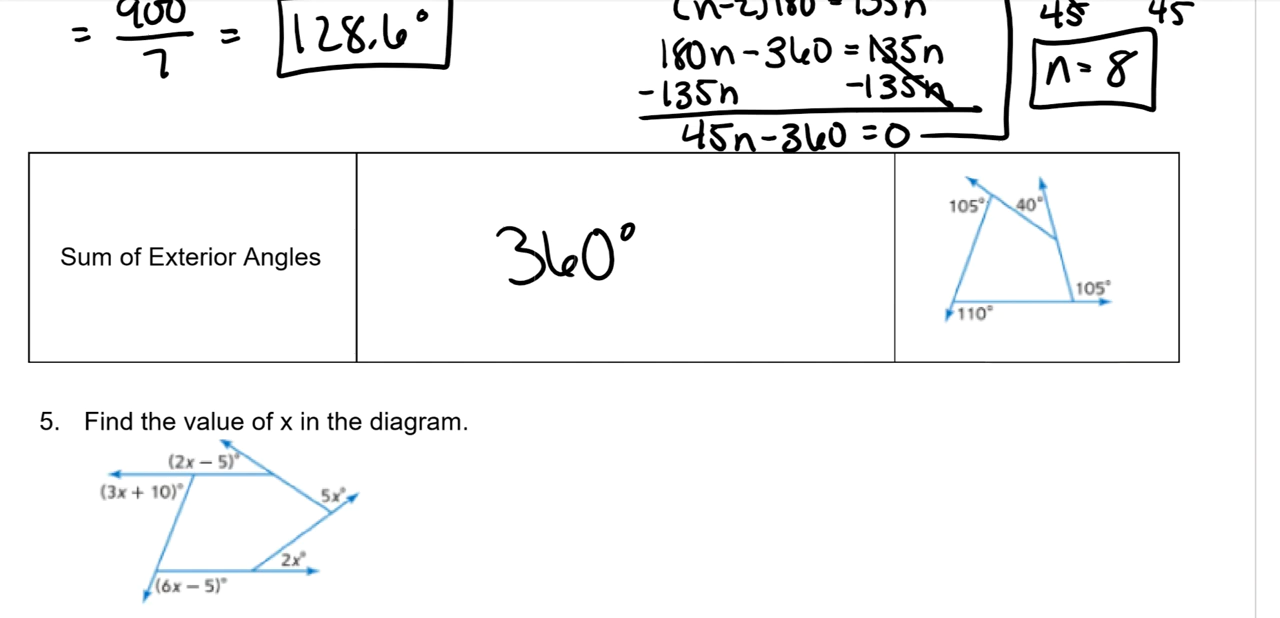 = 900/7 = 128.6°
(n-2)180 = 135n
180n - 360 = 135n
-135n -135n
45n - 360 = 0
45 45
n = 8
Sum of Exterior Angles
360°
105° 40°
105°
110°
5. Find the value of x in the diagram.
(2x – 5)°
(3x + 10)° 5x°
2x°
(6x – 5)°